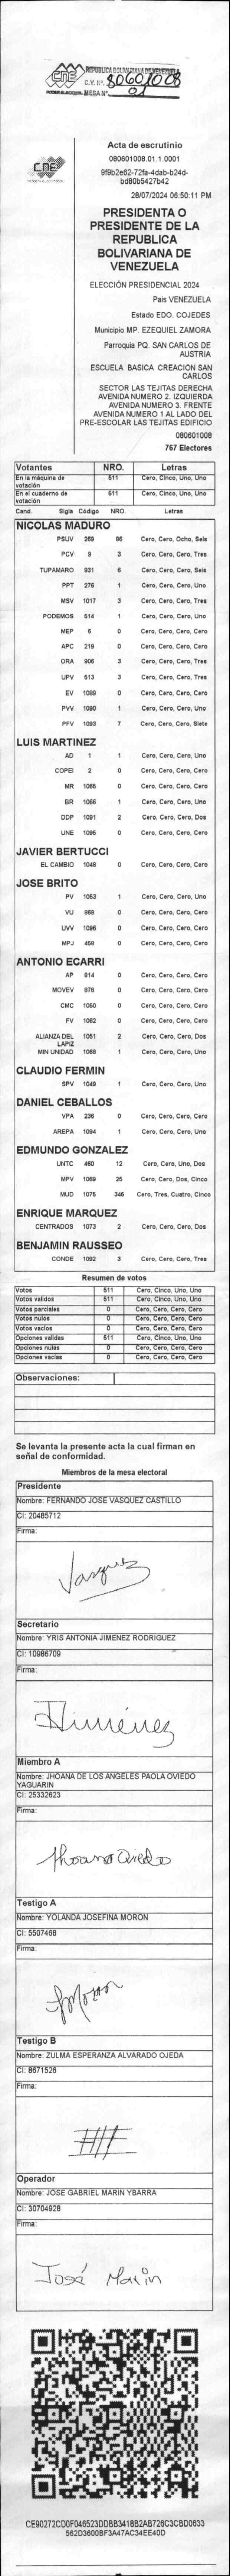 CNE
PODER ELECTORAL
REPÚBLICA BOLIVARIANA DE VENEZUELA
C.V. Nº. 80601008
MESA Nº 01
CNE
Acta de escrutinio
080601008.01.1.0001
9f9b2e62-72fa-4dab-b24d-
bd80b5427b42
28/07/2024 06:50:11 PM
PRESIDENTA O
PRESIDENTE DE LA
REPUBLICA
BOLIVARIANA DE
VENEZUELA
ELECCIÓN PRESIDENCIAL 2024
Pais VENEZUELA
Estado EDO. COJEDES
Municipio MP. EZEQUIEL ZAMORA
Parroquia PQ. SAN CARLOS DE
AUSTRIA
ESCUELA BASICA CREACION SAN
CARLOS
SECTOR LAS TEJITAS DERECHA
AVENIDA NUMERO 2. IZQUIERDA
AVENIDA NUMERO 3. FRENTE
AVENIDA NUMERO 1 AL LADO DEL
PRE-ESCOLAR LAS TEJITAS EDIFICIO
080601008
767 Electores
Votantes NRO. Letras
En la máquina de votación 511 Cero, Cinco, Uno, Uno
En el cuaderno de votación 511 Cero, Cinco, Uno, Uno
Cand. Sigla Código NRO. Letras
NICOLAS MADURO
PSUV 269 86 Cero, Cero, Ocho, Seis
PCV 9 3 Cero, Cero, Cero, Tres
TUPAMARO 931 6 Cero, Cero, Cero, Seis
PPT 276 1 Cero, Cero, Cero, Uno
MSV 1017 3 Cero, Cero, Cero, Tres
PODEMOS 514 1 Cero, Cero, Cero, Uno
MEP 6 0 Cero, Cero, Cero, Cero
APC 219 0 Cero, Cero, Cero, Cero
ORA 906 3 Cero, Cero, Cero, Tres
UPV 513 3 Cero, Cero, Cero, Tres
EV 1089 0 Cero, Cero, Cero, Cero
PVV 1090 1 Cero, Cero, Cero, Uno
PFV 1093 7 Cero, Cero, Cero, Siete
LUIS MARTINEZ
AD 1 1 Cero, Cero, Cero, Uno
COPEI 2 0 Cero, Cero, Cero, Cero
MR 1065 0 Cero, Cero, Cero, Cero
BR 1066 1 Cero, Cero, Cero, Uno
DDP 1091 2 Cero, Cero, Cero, Dos
UNE 1095 0 Cero, Cero, Cero, Cero
JAVIER BERTUCCI
EL CAMBIO 1048 0 Cero, Cero, Cero, Cero
JOSE BRITO
PV 1053 1 Cero, Cero, Cero, Uno
VU 868 0 Cero, Cero, Cero, Cero
UVV 1096 0 Cero, Cero, Cero, Cero
MPJ 458 0 Cero, Cero, Cero, Cero
ANTONIO ECARRI
AP 814 0 Cero, Cero, Cero, Cero
MOVEV 878 0 Cero, Cero, Cero, Cero
CMC 1050 0 Cero, Cero, Cero, Cero
FV 1062 0 Cero, Cero, Cero, Cero
ALIANZA DEL LAPIZ 1051 2 Cero, Cero, Cero, Dos
MIN UNIDAD 1068 1 Cero, Cero, Cero, Uno
CLAUDIO FERMIN
SPV 1049 1 Cero, Cero, Cero, Uno
DANIEL CEBALLOS
VPA 236 0 Cero, Cero, Cero, Cero
AREPA 1094 1 Cero, Cero, Cero, Uno
EDMUNDO GONZALEZ
UNTC 460 12 Cero, Cero, Uno, Dos
MPV 1069 25 Cero, Cero, Dos, Cinco
MUD 1075 345 Cero, Tres, Cuatro, Cinco
ENRIQUE MARQUEZ
CENTRADOS 1073 2 Cero, Cero, Cero, Dos
BENJAMIN RAUSSEO
CONDE 1092 3 Cero, Cero, Cero, Tres
Resumen de votos
Votos 511 Cero, Cinco, Uno, Uno
Votos validos 511 Cero, Cinco, Uno, Uno
Votos parciales 0 Cero, Cero, Cero, Cero
Votos nulos 0 Cero, Cero, Cero, Cero
Votos vacios 0 Cero, Cero, Cero, Cero
Opciones validas 511 Cero, Cinco, Uno, Uno
Opciones nulas 0 Cero, Cero, Cero, Cero
Opciones vacias 0 Cero, Cero, Cero, Cero
Observaciones:
Se levanta la presente acta la cual firman en
señal de conformidad.
Miembros de la mesa electoral
Presidente
Nombre: FERNANDO JOSE VASQUEZ CASTILLO
CI: 20485712
Firma:
Vasquez
Secretario
Nombre: YRIS ANTONIA JIMENEZ RODRIGUEZ
CI: 10986709
Firma:
Jiménez
Miembro A
Nombre: JHOANA DE LOS ANGELES PAOLA OVIEDO
YAGUARIN
CI: 25332623
Firma:
Jhoana Oviedo
Testigo A
Nombre: YOLANDA JOSEFINA MORON
CI: 5507468
Firma:
Moron
Testigo B
Nombre: ZULMA ESPERANZA ALVARADO OJEDA
CI: 8671526
Firma:
Operador
Nombre: JOSE GABRIEL MARIN YBARRA
CI: 30704928
Firma:
José Marin
CE90272CD0F046523DDBB3418B2AB726C3CBD0633
562D3600BF3A47AC34EE40D